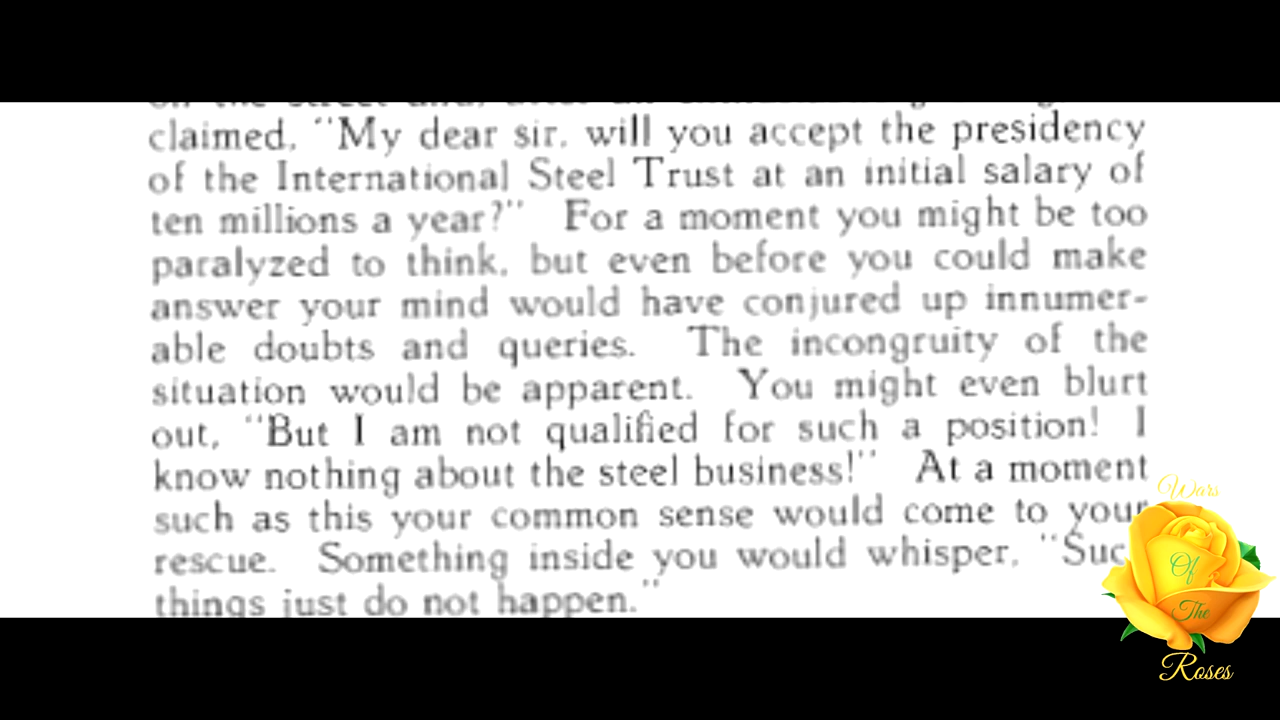 claimed, "My dear sir, will you accept the presidency
of the International Steel Trust at an initial salary of
ten millions a year?" For a moment you might be too
paralyzed to think, but even before you could make
answer your mind would have conjured up innumer-
able doubts and queries. The incongruity of the
situation would be apparent. You might even blurt
out, "But I am not qualified for such a position! I
know nothing about the steel business!" At a moment
such as this your common sense would come to your
rescue. Something inside you would whisper, "Such
things just do not happen."
Wars
Of
The
Roses